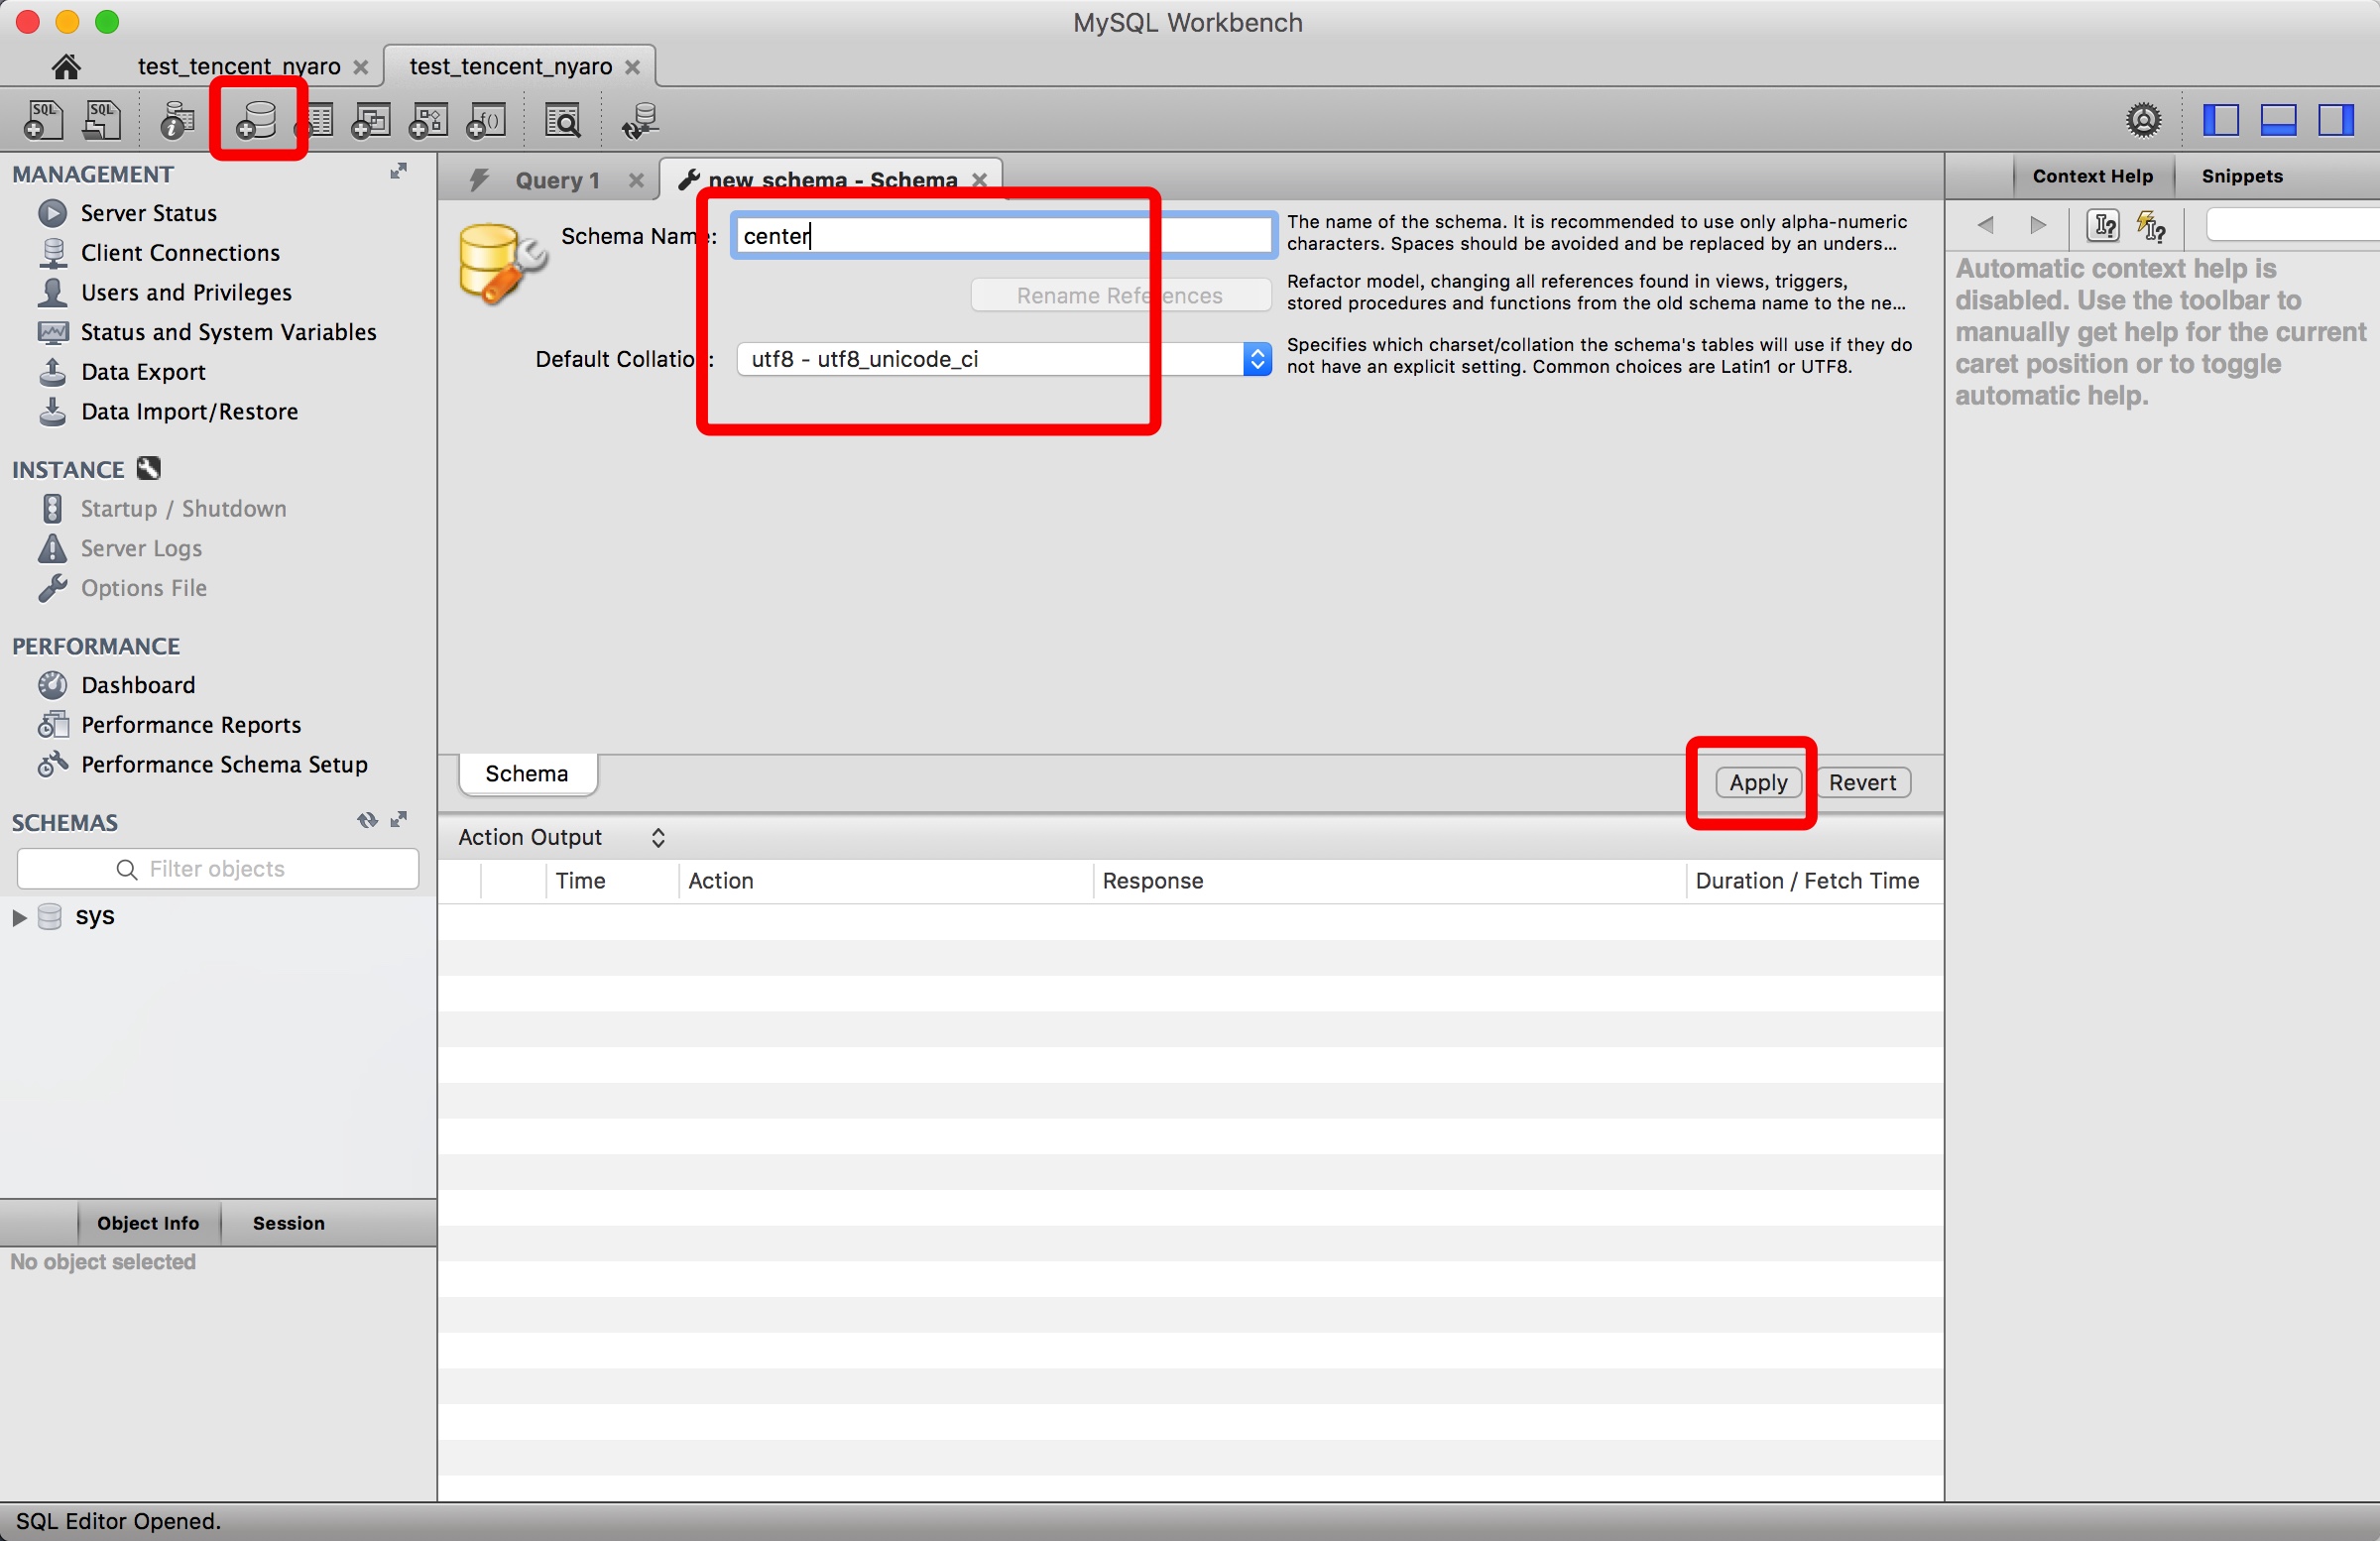 MySQL Workbench
test_tencent_nyaro
test_tencent_nyaro
SQL
SQL
f()
MANAGEMENT
Server Status
Client Connections
Users and Privileges
Status and System Variables
Data Export
Data Import/Restore
INSTANCE
Startup / Shutdown
Server Logs
Options File
PERFORMANCE
Dashboard
Performance Reports
Performance Schema Setup
SCHEMAS
Filter objects
sys
Object Info
Session
No object selected
Query 1
new_schema - Schema
Schema Name:
center
The name of the schema. It is recommended to use only alpha-numeric
characters. Spaces should be avoided and be replaced by an unders...
Rename References
Refactor model, changing all references found in views, triggers,
stored procedures and functions from the old schema name to the ne...
Default Collation:
utf8 - utf8_unicode_ci
Specifies which charset/collation the schema's tables will use if they do
not have an explicit setting. Common choices are Latin1 or UTF8.
Schema
Apply
Revert
Action Output
Time
Action
Response
Duration / Fetch Time
Context Help
Snippets
Automatic context help is
disabled. Use the toolbar to
manually get help for the current
caret position or to toggle
automatic help.
SQL Editor Opened.